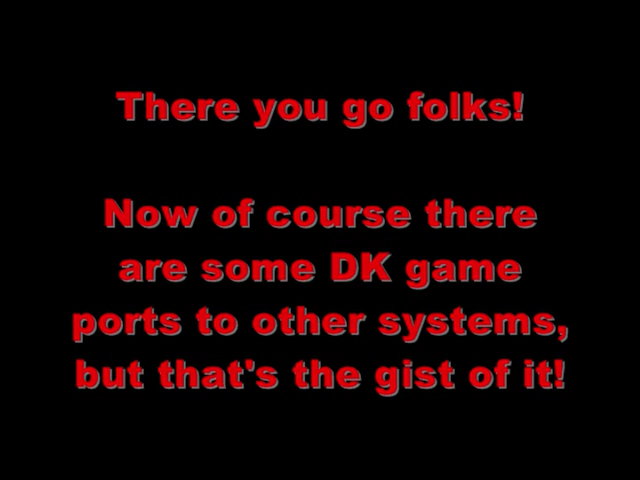 There you go folks!
Now of course there
are some DK game
ports to other systems,
but that's the gist of it!